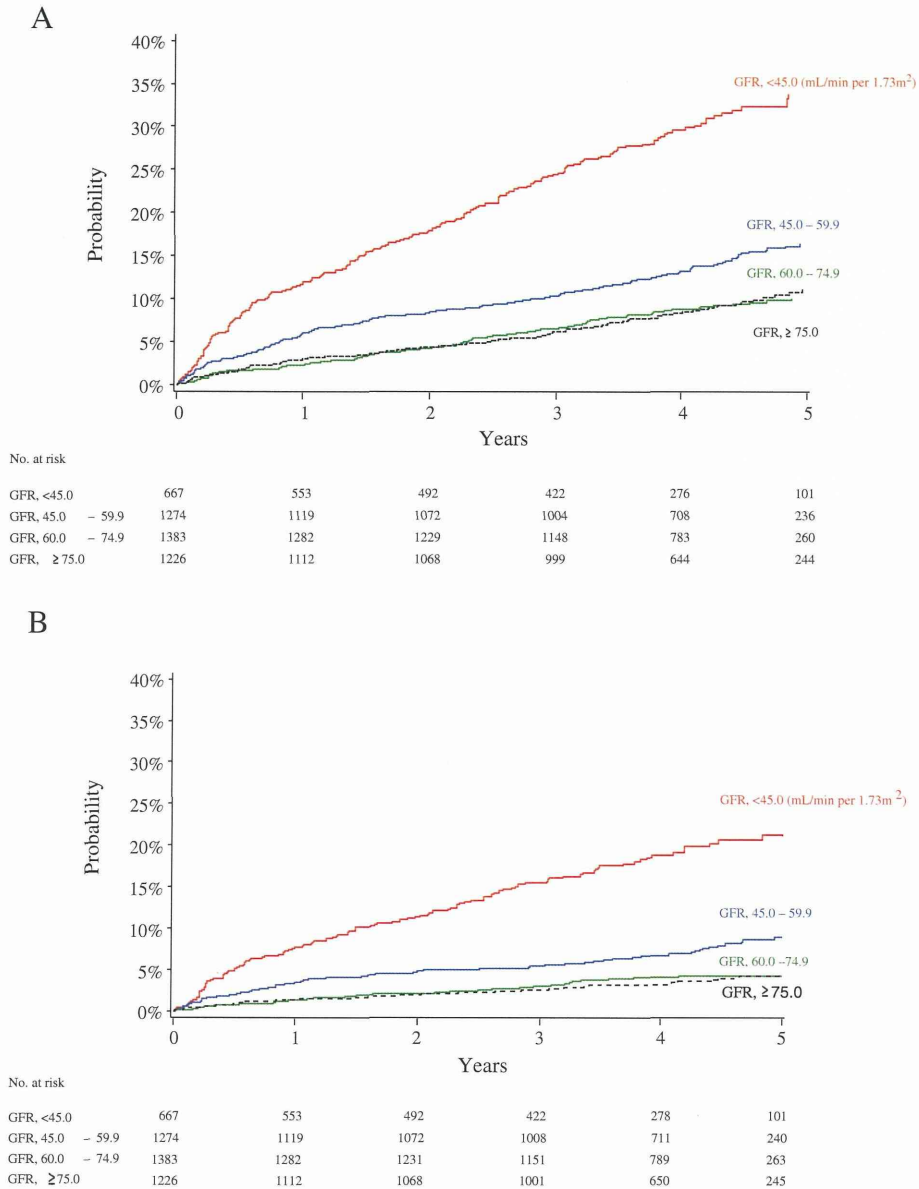 A
40%
35%
30%
25%
20%
15%
10%
5%
0%
Probability
GFR, <45.0 (mL/min per 1.73m²)
GFR, 45.0 – 59.9
GFR, 60.0 – 74.9
GFR, ≥ 75.0
0 1 2 3 4 5
Years
No. at risk
GFR, <45.0 667 553 492 422 276 101
GFR, 45.0 – 59.9 1274 1119 1072 1004 708 236
GFR, 60.0 – 74.9 1383 1282 1229 1148 783 260
GFR, ≥75.0 1226 1112 1068 999 644 244
B
40%
35%
30%
25%
20%
15%
10%
5%
0%
Probability
GFR, <45.0 (mL/min per 1.73m ²)
GFR, 45.0 – 59.9
GFR, 60.0 –74.9
GFR, ≥75.0
0 1 2 3 4 5
Years
No. at risk
GFR, <45.0 667 553 492 422 278 101
GFR, 45.0 – 59.9 1274 1119 1072 1008 711 240
GFR, 60.0 – 74.9 1383 1282 1231 1151 789 263
GFR, ≥75.0 1226 1112 1068 1001 650 245